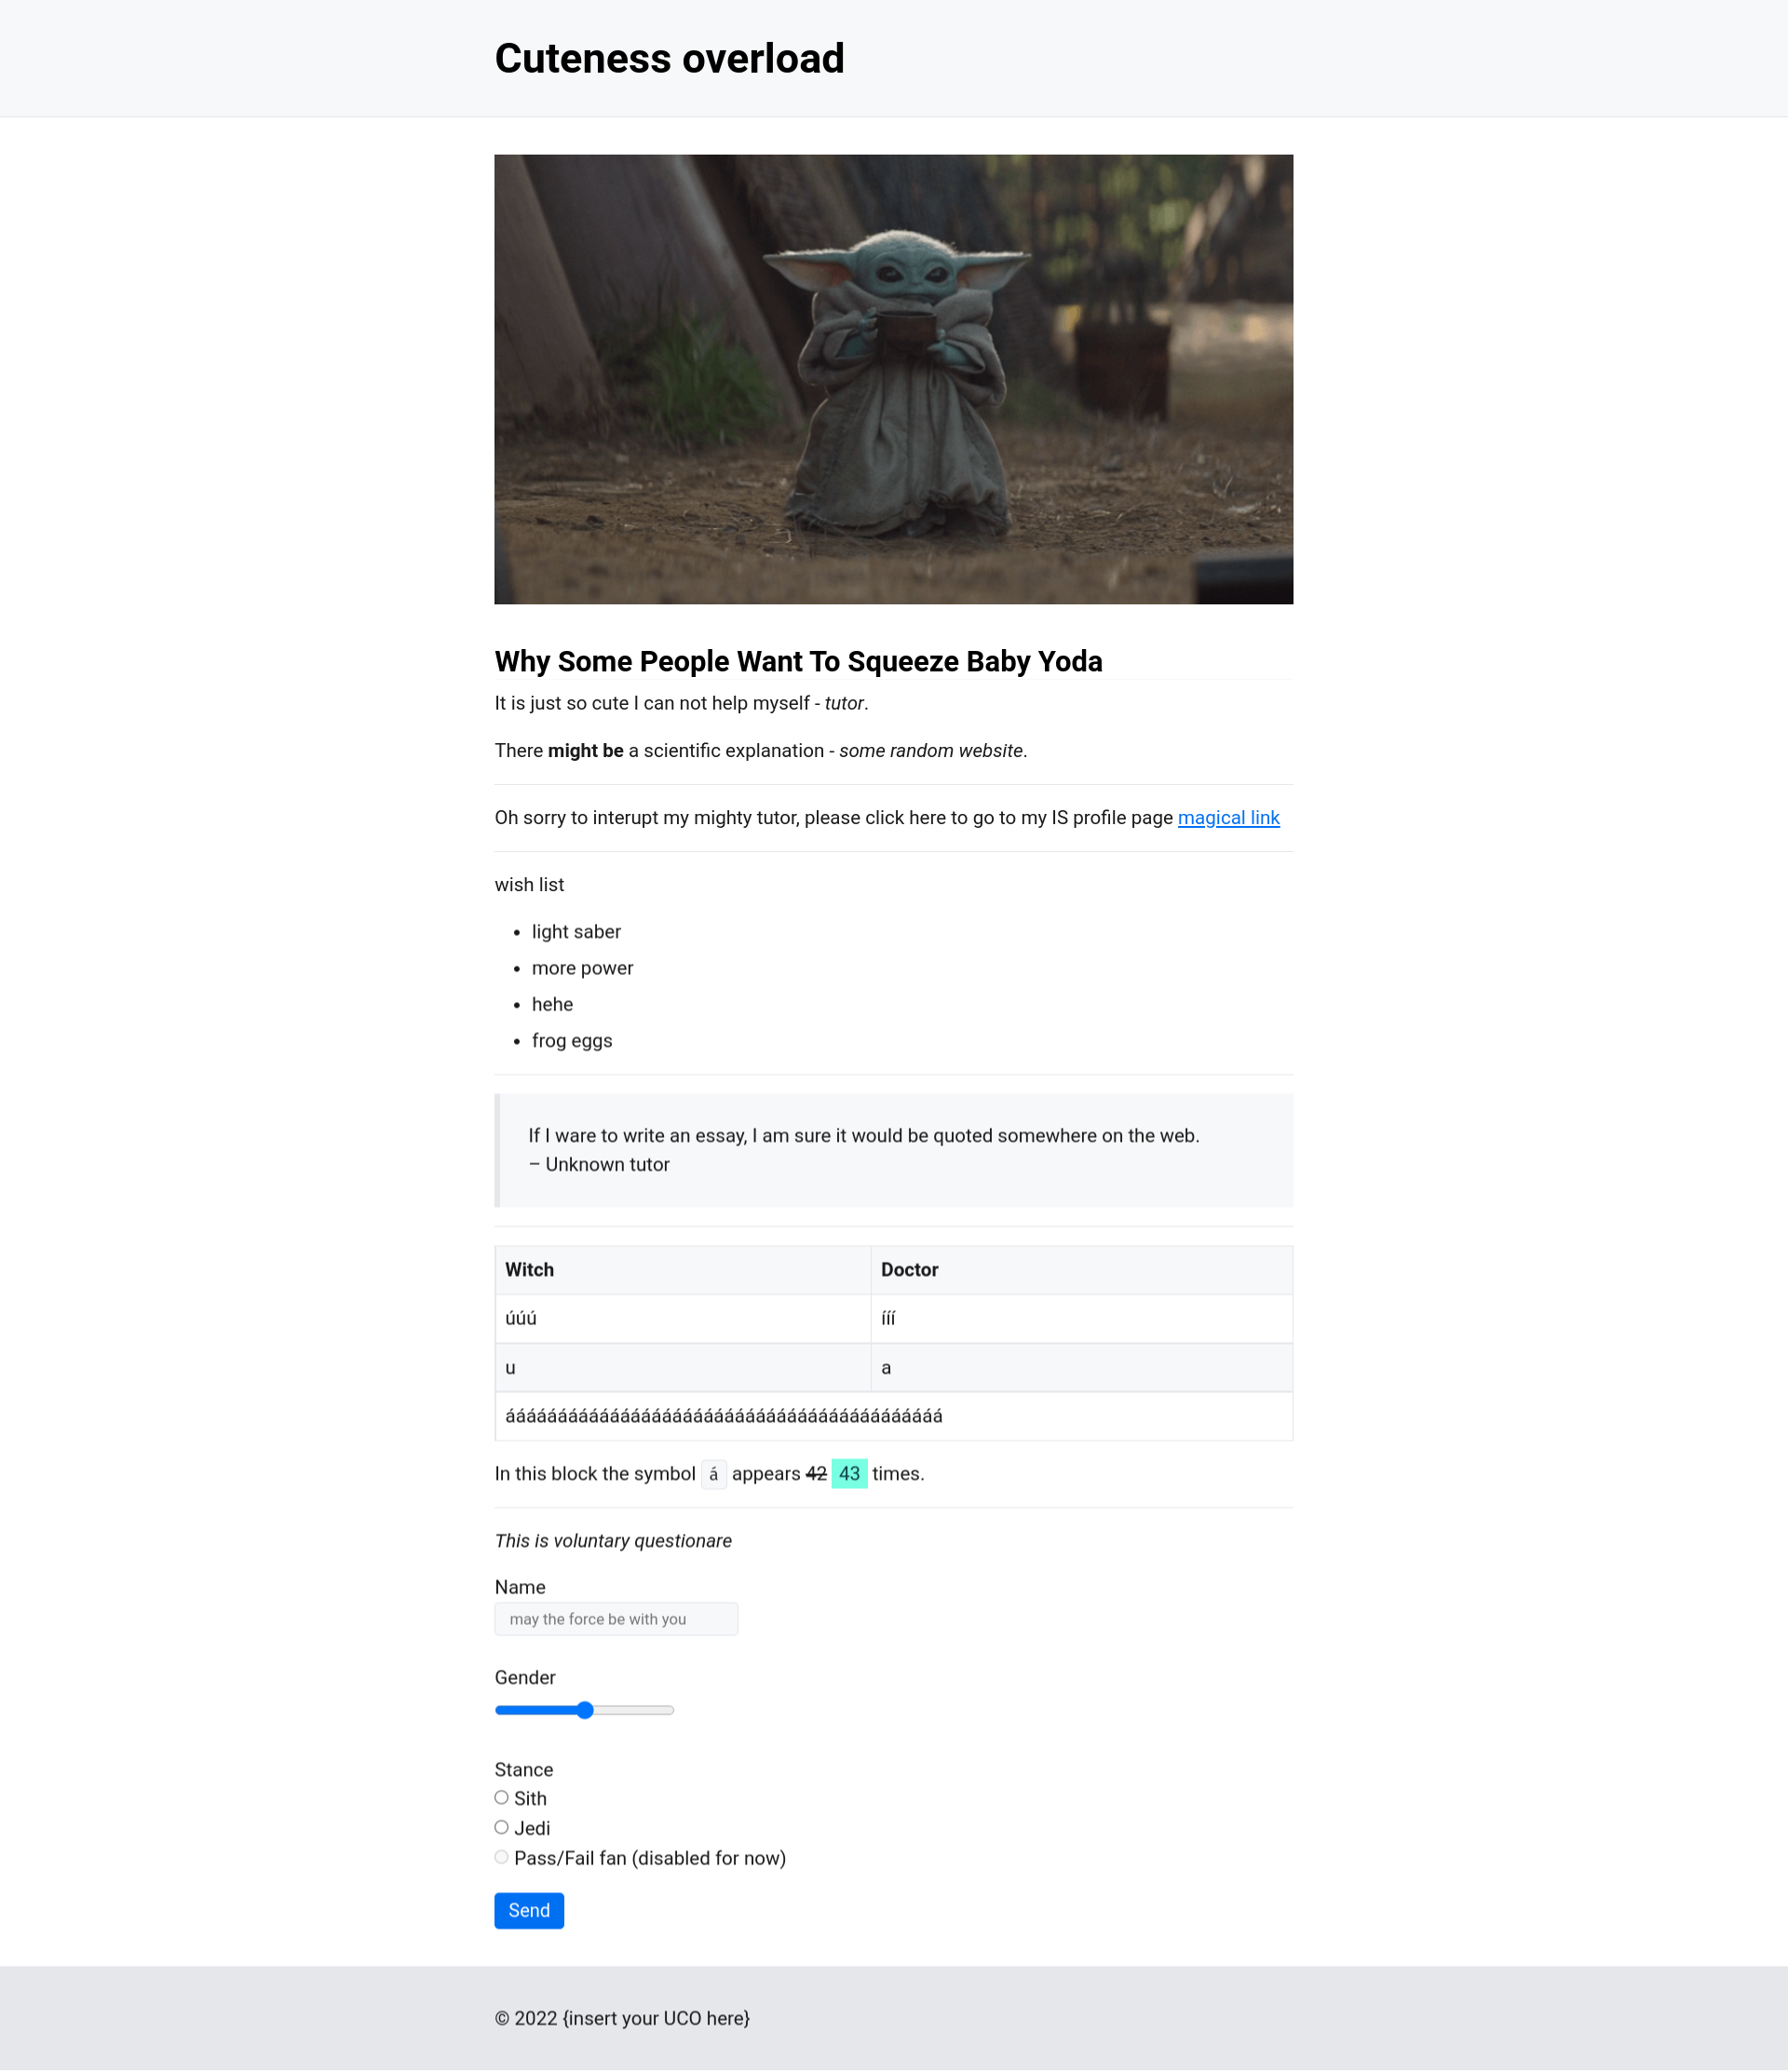 Cuteness overload
Why Some People Want To Squeeze Baby Yoda
It is just so cute I can not help myself - tutor.
There might be a scientific explanation - some random website.
Oh sorry to interupt my mighty tutor, please click here to go to my IS profile page magical link
wish list
• light saber
• more power
• hehe
• frog eggs
If I ware to write an essay, I am sure it would be quoted somewhere on the web.
– Unknown tutor
Witch Doctor
úúú ííí
u a
ááááááááááááááááááááááááááááááááááááááááááá
In this block the symbol á appears 42 43 times.
This is voluntary questionare
Name
may the force be with you
Gender
Stance
Sith
Jedi
Pass/Fail fan (disabled for now)
Send
© 2022 {insert your UCO here}